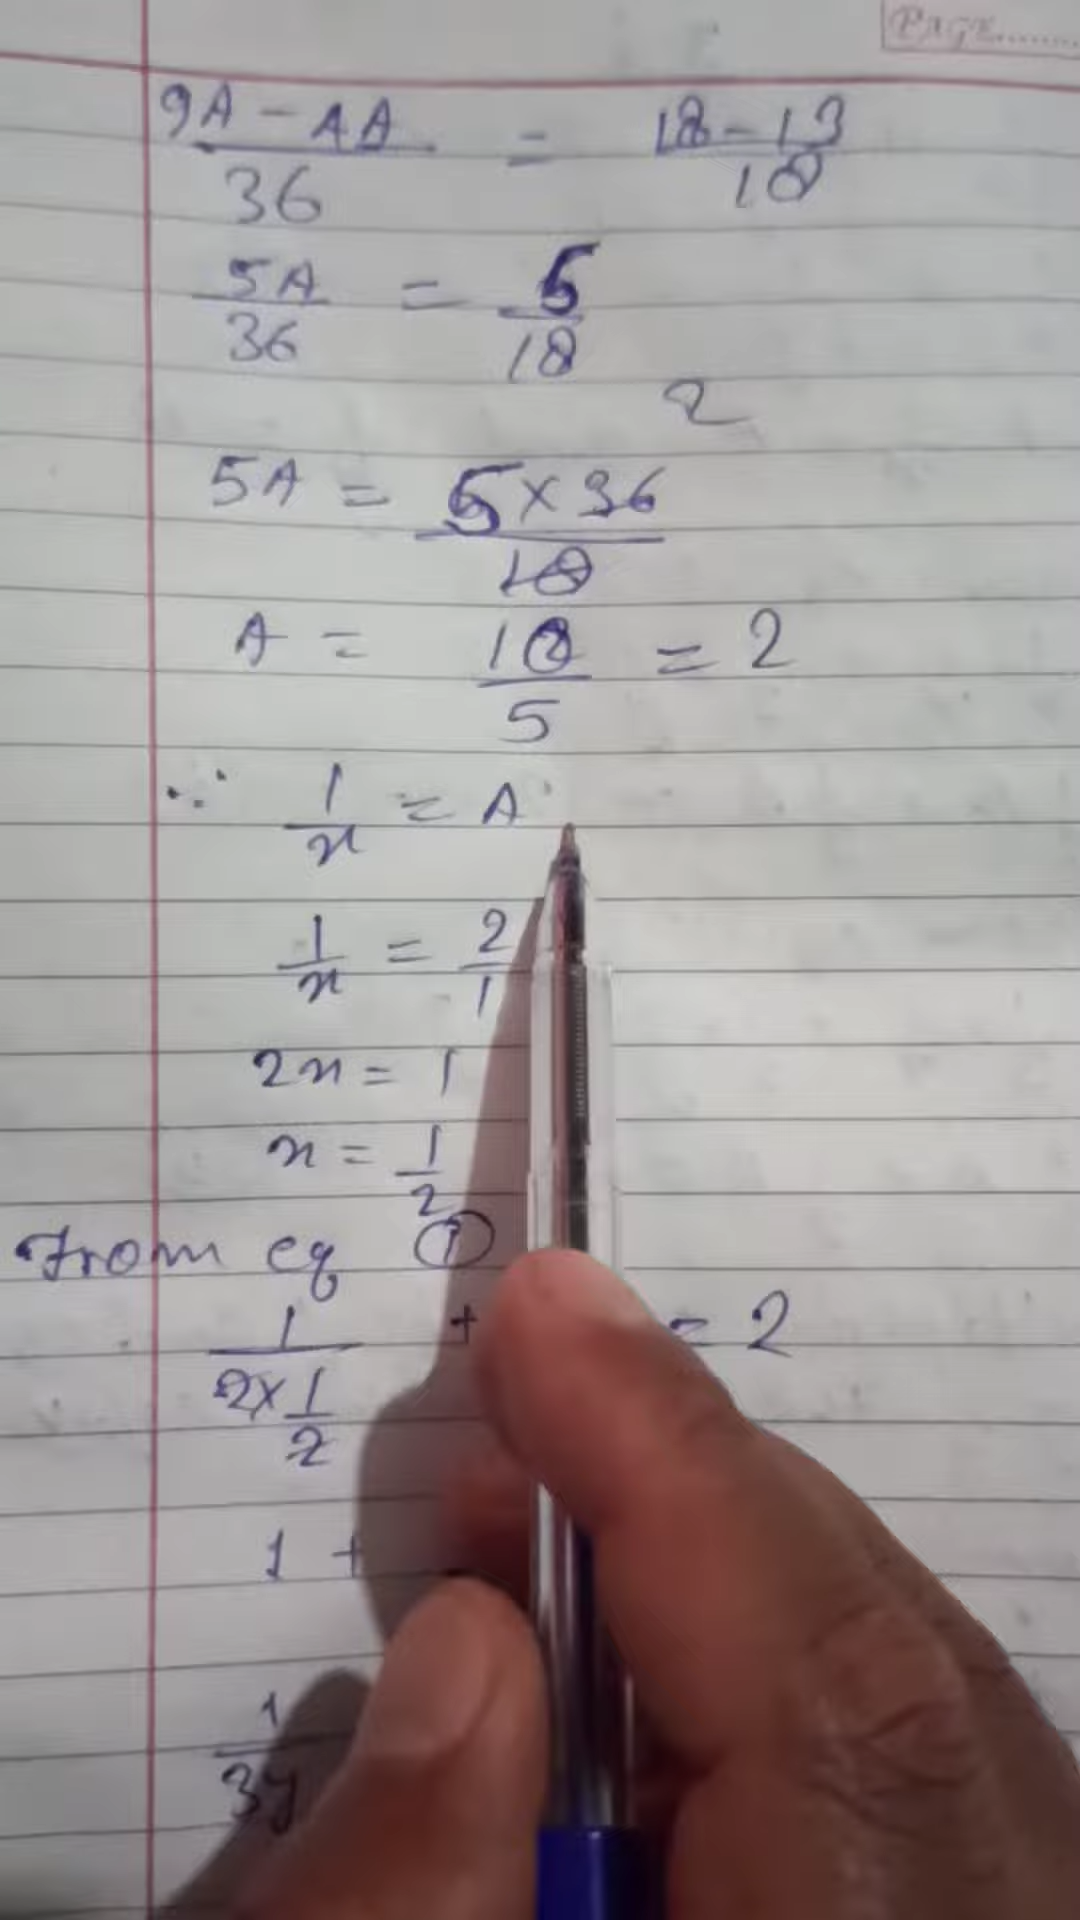 PAGE.........
9A - 4A / 36 = 18 - 13 / 18
5A / 36 = 5 / 18
2
5A = 5 × 36 / 18
A = 10 / 5 = 2
∵ 1/x = A
1/x = 2/1
2x = 1
x = 1/2
From eq ①
1 / 2×1/2 + = 2
1 +
1 / 3y